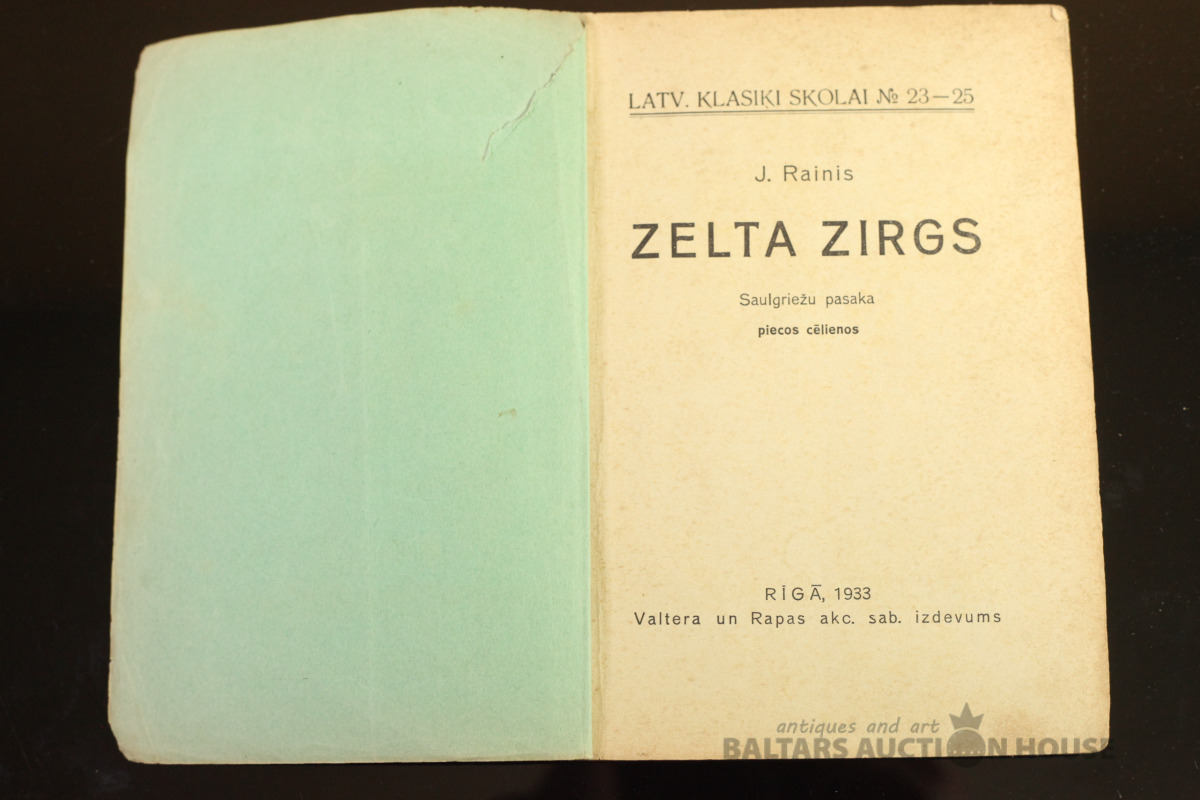 LATV. KLASIĶI SKOLAI № 23—25
J. Rainis
ZELTA ZIRGS
Saulgriežu pasaka
piecos cēlienos
RĪGĀ, 1933
Valtera un Rapas akc. sab. izdevums
antiques and art
BALTARS AUCTION HOUSE